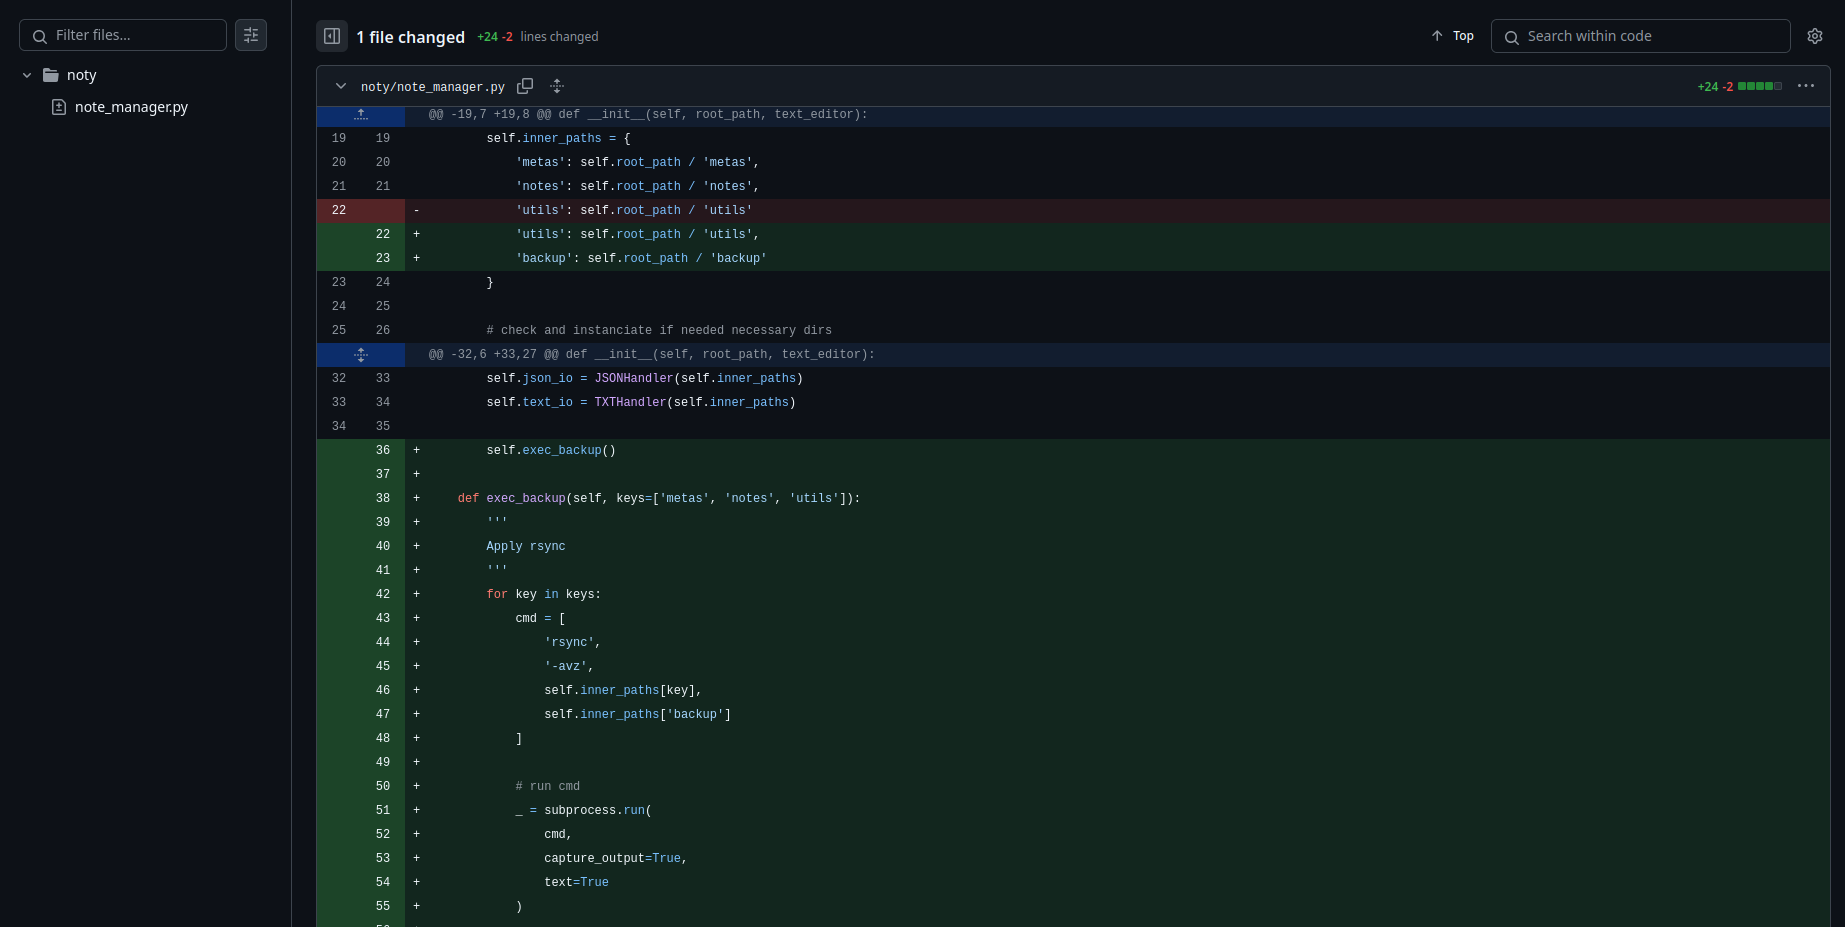 Filter files...
noty
note_manager.py
1 file changed +24 -2 lines changed
Top
Search within code
noty/note_manager.py
+24 -2
@@ -19,7 +19,8 @@ def __init__(self, root_path, text_editor):
19 19 self.inner_paths = {
20 20 'metas': self.root_path / 'metas',
21 21 'notes': self.root_path / 'notes',
22 - 'utils': self.root_path / 'utils'
22 + 'utils': self.root_path / 'utils',
23 + 'backup': self.root_path / 'backup'
23 24 }
24 25
25 26 # check and instanciate if needed necessary dirs
@@ -32,6 +33,27 @@ def __init__(self, root_path, text_editor):
32 33 self.json_io = JSONHandler(self.inner_paths)
33 34 self.text_io = TXTHandler(self.inner_paths)
34 35
36 + self.exec_backup()
37 +
38 + def exec_backup(self, keys=['metas', 'notes', 'utils']):
39 + '''
40 + Apply rsync
41 + '''
42 + for key in keys:
43 + cmd = [
44 + 'rsync',
45 + '-avz',
46 + self.inner_paths[key],
47 + self.inner_paths['backup']
48 + ]
49 +
50 + # run cmd
51 + _ = subprocess.run(
52 + cmd,
53 + capture_output=True,
54 + text=True
55 + )